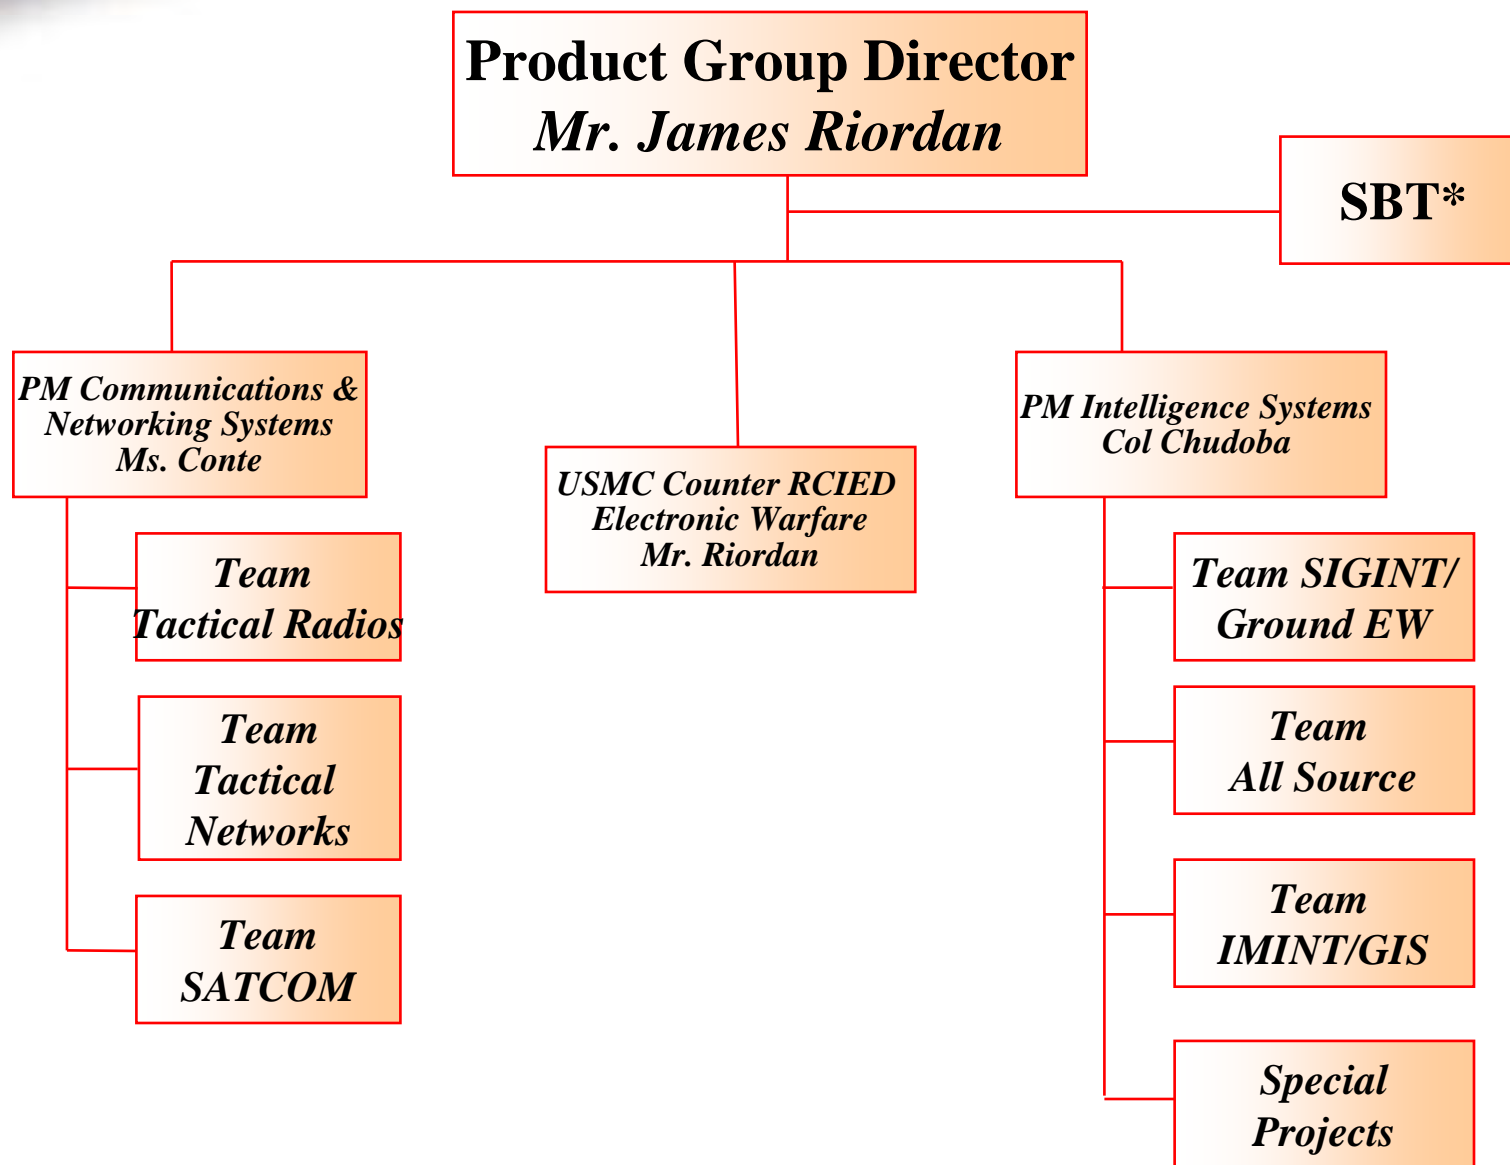 Product Group Director
Mr. James Riordan
SBT*
PM Communications &
Networking Systems
Ms. Conte
USMC Counter RCIED
Electronic Warfare
Mr. Riordan
PM Intelligence Systems
Col Chudoba
Team
Tactical Radios
Team
Tactical
Networks
Team
SATCOM
Team SIGINT/
Ground EW
Team
All Source
Team
IMINT/GIS
Special
Projects